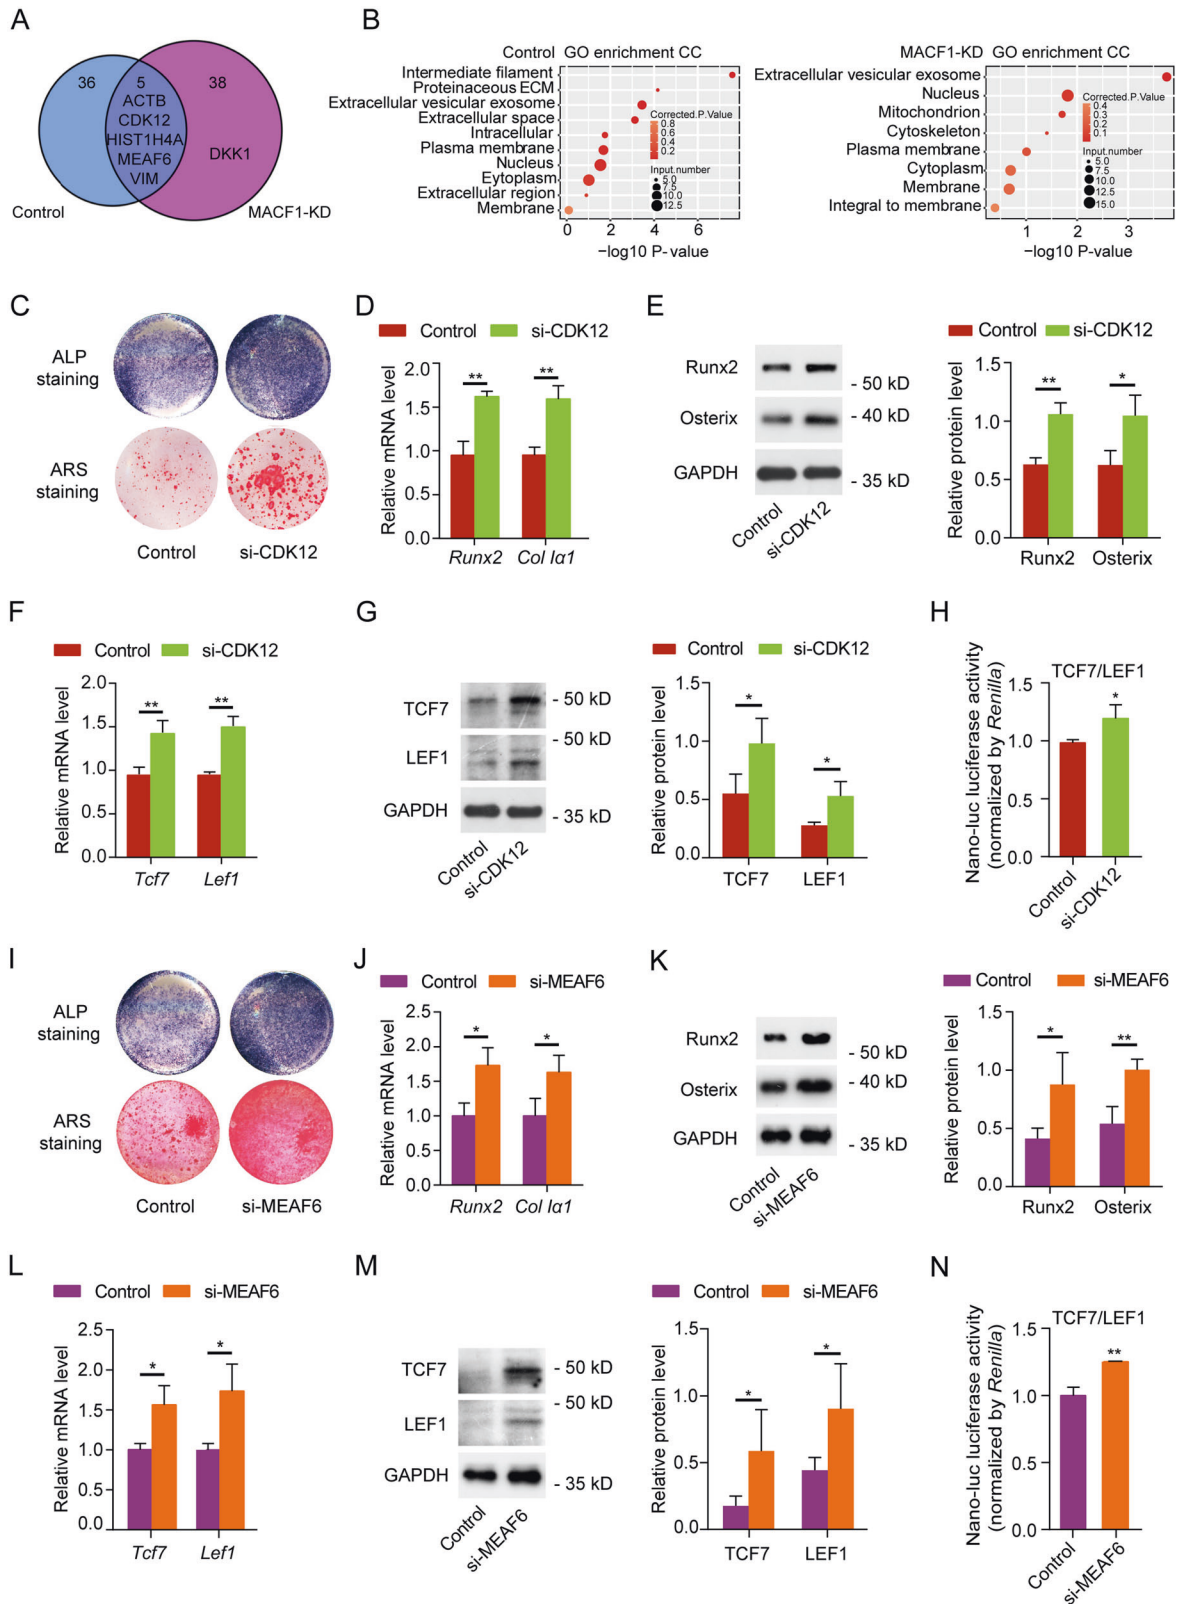 A
36
5
38
ACTB
CDK12
HIST1H4A
MEAF6
VIM
DKK1
Control
MACF1-KD
B
Control GO enrichment CC
Intermediate filament
Proteinaceous ECM
Extracellular vesicular exosome
Extracellular space
Intracellular
Plasma membrane
Nucleus
Eytoplasm
Extracellular region
Membrane
Corrected.P.Value
0.8
0.6
0.4
0.2
Input.number
5.0
7.5
10.0
12.5
0 2 4 6
−log10 P-value
MACF1-KD GO enrichment CC
Extracellular vesicular exosome
Nucleus
Mitochondrion
Cytoskeleton
Plasma membrane
Cytoplasm
Membrane
Integral to membrane
Corrected.P.Value
0.4
0.3
0.2
0.1
Input.number
5.0
7.5
10.0
12.5
15.0
1 2 3
−log10 P-value
C
ALP
staining
ARS
staining
Control si-CDK12
D
Control si-CDK12
Relative mRNA level
2.0
1.5
1.0
0.5
0.0
** **
Runx2 Col Iα1
E
Runx2
- 50 kD
Osterix
- 40 kD
GAPDH
- 35 kD
Control
si-CDK12
Control si-CDK12
Relative protein level
1.5
1.0
0.5
0.0
** *
Runx2 Osterix
F
Control si-CDK12
Relative mRNA level
2.0
1.5
1.0
0.5
0.0
** **
Tcf7 Lef1
G
TCF7
- 50 kD
- 50 kD
LEF1
GAPDH
- 35 kD
Control
si-CDK12
Control si-CDK12
Relative protein level
1.5
1.0
0.5
0.0
* *
TCF7 LEF1
H
Nano-luc luciferase activity
(normalized by Renilla)
TCF7/LEF1
1.5
1.0
0.5
0.0
*
Control
si-CDK12
I
ALP
staining
ARS
staining
Control si-MEAF6
J
Control si-MEAF6
Relative mRNA level
2.5
2.0
1.5
1.0
0.5
0.0
* *
Runx2 Col Iα1
K
Runx2
- 50 kD
Osterix
- 40 kD
GAPDH
- 35 kD
Control
si-MEAF6
Control si-MEAF6
Relative protein level
1.5
1.0
0.5
0.0
* **
Runx2 Osterix
L
Control si-MEAF6
Relative mRNA level
2.5
2.0
1.5
1.0
0.5
0.0
* *
Tcf7 Lef1
M
TCF7
- 50 kD
- 50 kD
LEF1
GAPDH
- 35 kD
Control
si-MEAF6
Control si-MEAF6
Relative protein level
1.5
1.0
0.5
0.0
* *
TCF7 LEF1
N
Nano-luc luciferase activity
(normalized by Renilla)
TCF7/LEF1
1.5
1.0
0.5
0.0
**
Control
si-MEAF6